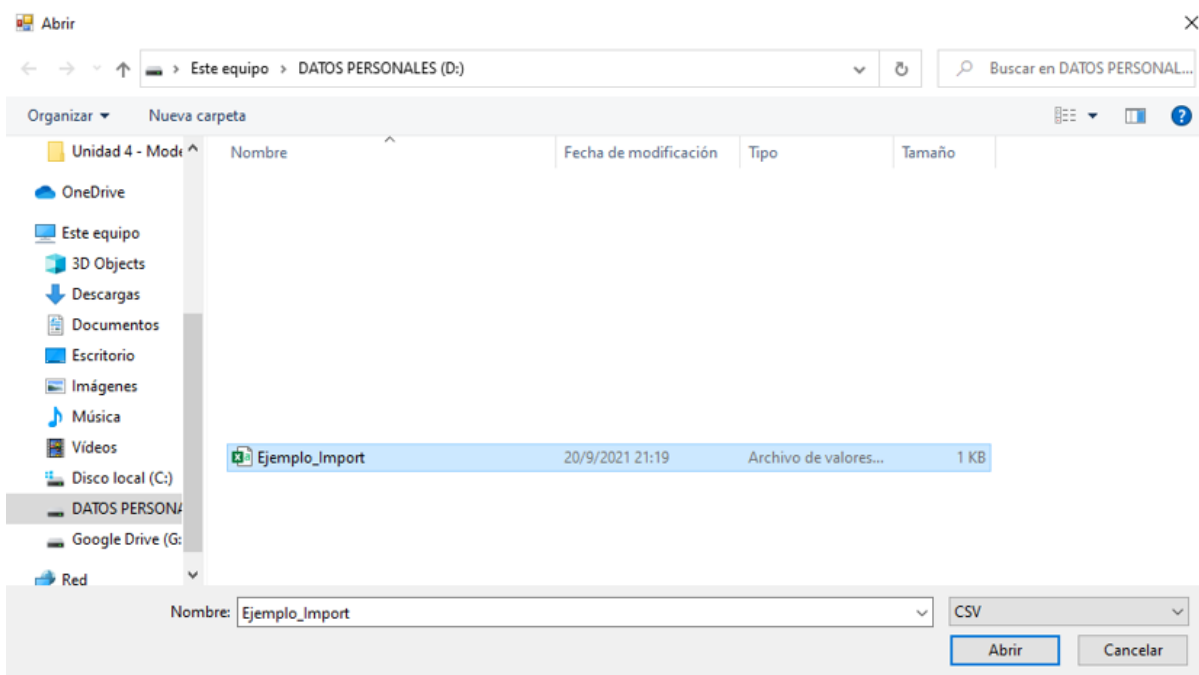 Abrir
Este equipo > DATOS PERSONALES (D:)
Buscar en DATOS PERSONAL...
Organizar
Nueva carpeta
Unidad 4 - Mode
OneDrive
Este equipo
3D Objects
Descargas
Documentos
Escritorio
Imágenes
Música
Vídeos
Disco local (C:)
DATOS PERSONA
Google Drive (G:
Red
Nombre Fecha de modificación Tipo Tamaño
Ejemplo_Import 20/9/2021 21:19 Archivo de valores... 1 KB
Nombre: Ejemplo_Import
CSV
Abrir Cancelar